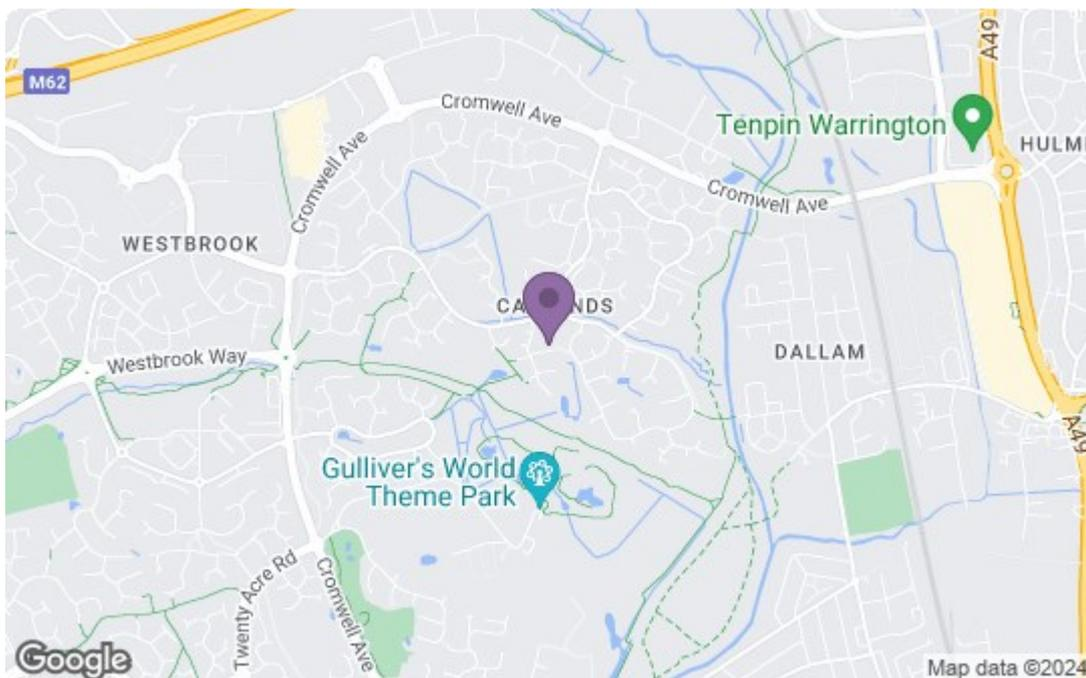 M62
A49
Cromwell Ave
Tenpin Warrington
Cromwell Ave
Cromwell Ave
WESTBROOK
Westbrook Way
DALLAM
A49
Gulliver's World
Theme Park
Twenty Acre Rd
Cromwell Ave
Google
Map data ©2024